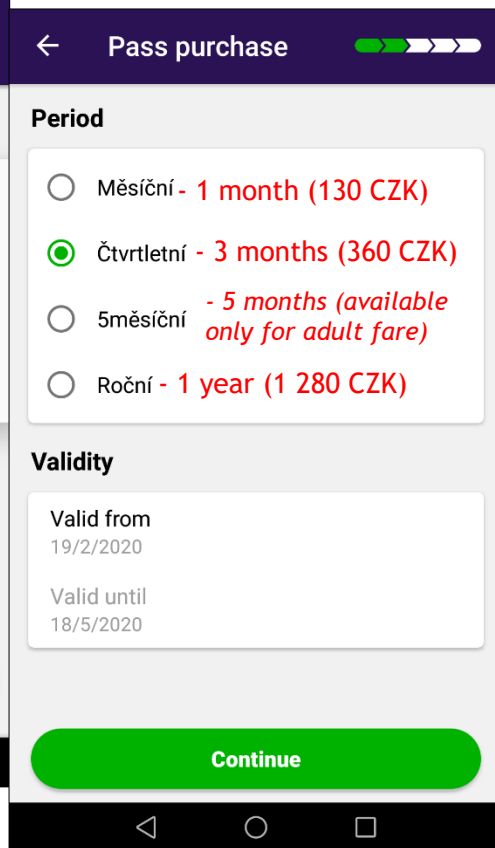 Pass purchase
Period
Měsíční - 1 month (130 CZK)
Čtvrtletní - 3 months (360 CZK)
5měsíční - 5 months (available
only for adult fare)
Roční - 1 year (1 280 CZK)
Validity
Valid from
19/2/2020
Valid until
18/5/2020
Continue